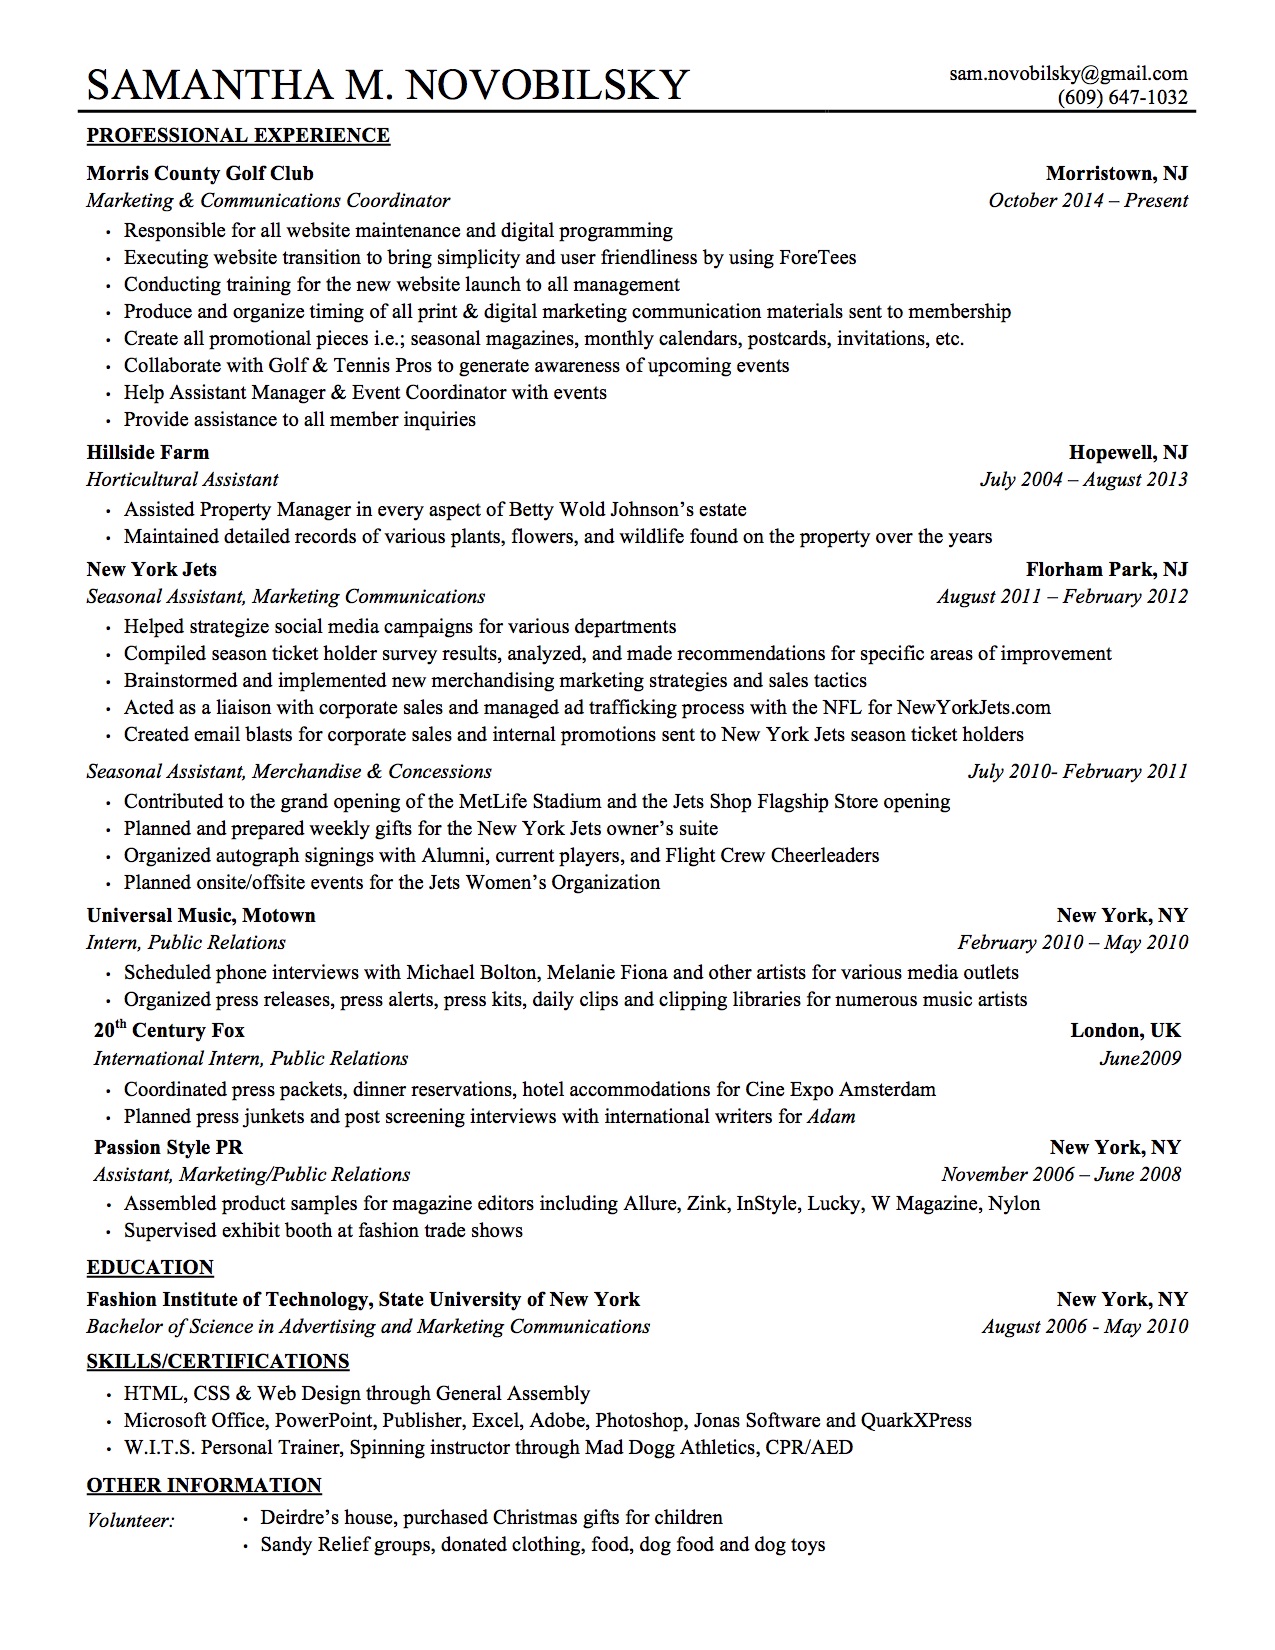 SAMANTHA M. NOVOBILSKY
sam.novobilsky@gmail.com
(609) 647-1032
PROFESSIONAL EXPERIENCE
Morris County Golf Club Morristown, NJ
Marketing & Communications Coordinator October 2014 – Present
• Responsible for all website maintenance and digital programming
• Executing website transition to bring simplicity and user friendliness by using ForeTees
• Conducting training for the new website launch to all management
• Produce and organize timing of all print & digital marketing communication materials sent to membership
• Create all promotional pieces i.e.; seasonal magazines, monthly calendars, postcards, invitations, etc.
• Collaborate with Golf & Tennis Pros to generate awareness of upcoming events
• Help Assistant Manager & Event Coordinator with events
• Provide assistance to all member inquiries
Hillside Farm Hopewell, NJ
Horticultural Assistant July 2004 – August 2013
• Assisted Property Manager in every aspect of Betty Wold Johnson’s estate
• Maintained detailed records of various plants, flowers, and wildlife found on the property over the years
New York Jets Florham Park, NJ
Seasonal Assistant, Marketing Communications August 2011 – February 2012
• Helped strategize social media campaigns for various departments
• Compiled season ticket holder survey results, analyzed, and made recommendations for specific areas of improvement
• Brainstormed and implemented new merchandising marketing strategies and sales tactics
• Acted as a liaison with corporate sales and managed ad trafficking process with the NFL for NewYorkJets.com
• Created email blasts for corporate sales and internal promotions sent to New York Jets season ticket holders
Seasonal Assistant, Merchandise & Concessions July 2010- February 2011
• Contributed to the grand opening of the MetLife Stadium and the Jets Shop Flagship Store opening
• Planned and prepared weekly gifts for the New York Jets owner’s suite
• Organized autograph signings with Alumni, current players, and Flight Crew Cheerleaders
• Planned onsite/offsite events for the Jets Women’s Organization
Universal Music, Motown New York, NY
Intern, Public Relations February 2010 – May 2010
• Scheduled phone interviews with Michael Bolton, Melanie Fiona and other artists for various media outlets
• Organized press releases, press alerts, press kits, daily clips and clipping libraries for numerous music artists
20th Century Fox London, UK
International Intern, Public Relations June2009
• Coordinated press packets, dinner reservations, hotel accommodations for Cine Expo Amsterdam
• Planned press junkets and post screening interviews with international writers for Adam
Passion Style PR New York, NY
Assistant, Marketing/Public Relations November 2006 – June 2008
• Assembled product samples for magazine editors including Allure, Zink, InStyle, Lucky, W Magazine, Nylon
• Supervised exhibit booth at fashion trade shows
EDUCATION
Fashion Institute of Technology, State University of New York New York, NY
Bachelor of Science in Advertising and Marketing Communications August 2006 - May 2010
SKILLS/CERTIFICATIONS
• HTML, CSS & Web Design through General Assembly
• Microsoft Office, PowerPoint, Publisher, Excel, Adobe, Photoshop, Jonas Software and QuarkXPress
• W.I.T.S. Personal Trainer, Spinning instructor through Mad Dogg Athletics, CPR/AED
OTHER INFORMATION
Volunteer: • Deirdre’s house, purchased Christmas gifts for children
• Sandy Relief groups, donated clothing, food, dog food and dog toys